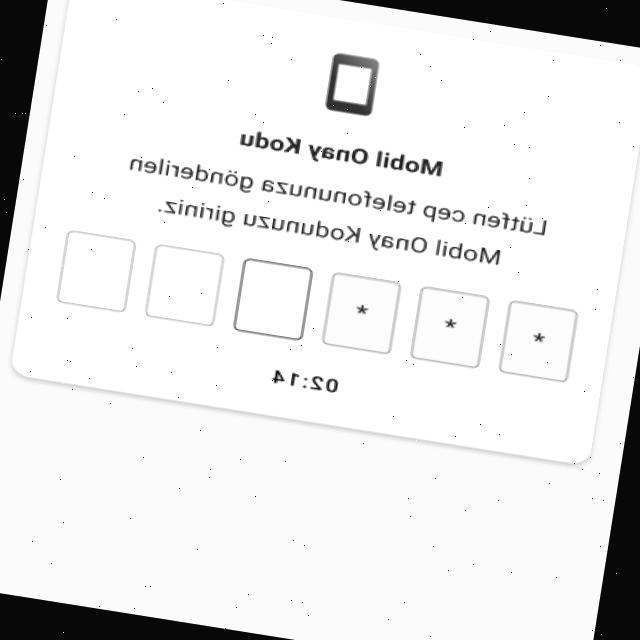 Mobil Onay Kodu
Lütfen cep telefonunuza gönderilen
Mobil Onay Kodunuzu giriniz.
* * *
02:14